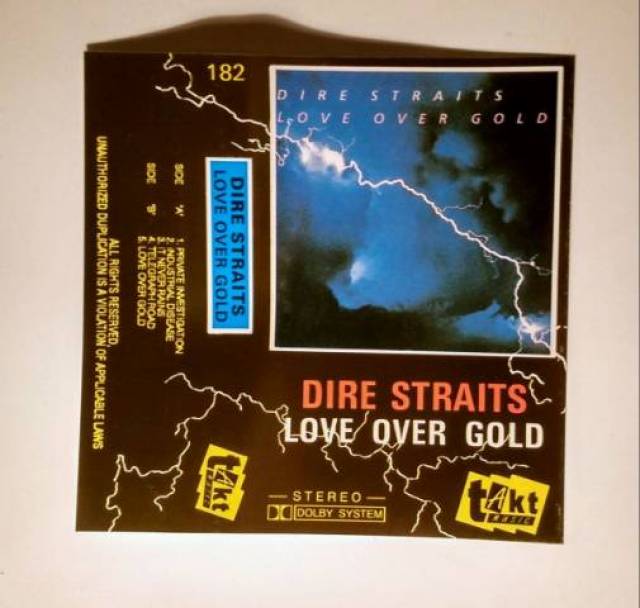 182
DIRE STRAITS
LOVE OVER GOLD
DIRE STRAITS
LOVE OVER GOLD
STEREO
DOLBY SYSTEM
takt
MUSIC
DIRE STRAITS
LOVE OVER GOLD
takt
MUSIC
SIDE 'A' 1. PRIVATE INVESTIGATION
2. INDUSTRIAL DISEASE
3. IT NEVER RAINS
SIDE 'B' 4. TELEGRAPH ROAD
5. LOVE OVER GOLD
ALL RIGHTS RESERVED.
UNAUTHORIZED DUPLICATION IS A VIOLATION OF APPLICABLE LAWS